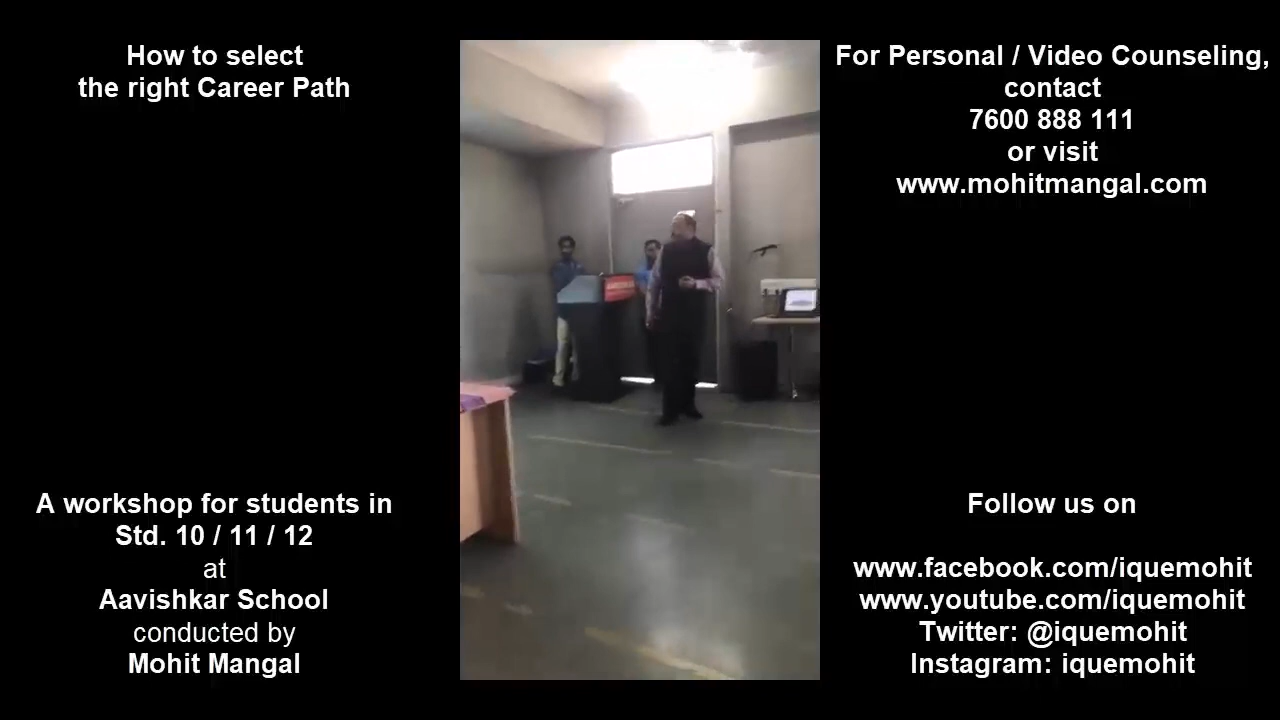 How to select
the right Career Path
A workshop for students in
Std. 10 / 11 / 12
at
Aavishkar School
conducted by
Mohit Mangal
For Personal / Video Counseling,
contact
7600 888 111
or visit
www.mohitmangal.com
Follow us on
www.facebook.com/iquemohit
www.youtube.com/iquemohit
Twitter: @iquemohit
Instagram: iquemohit